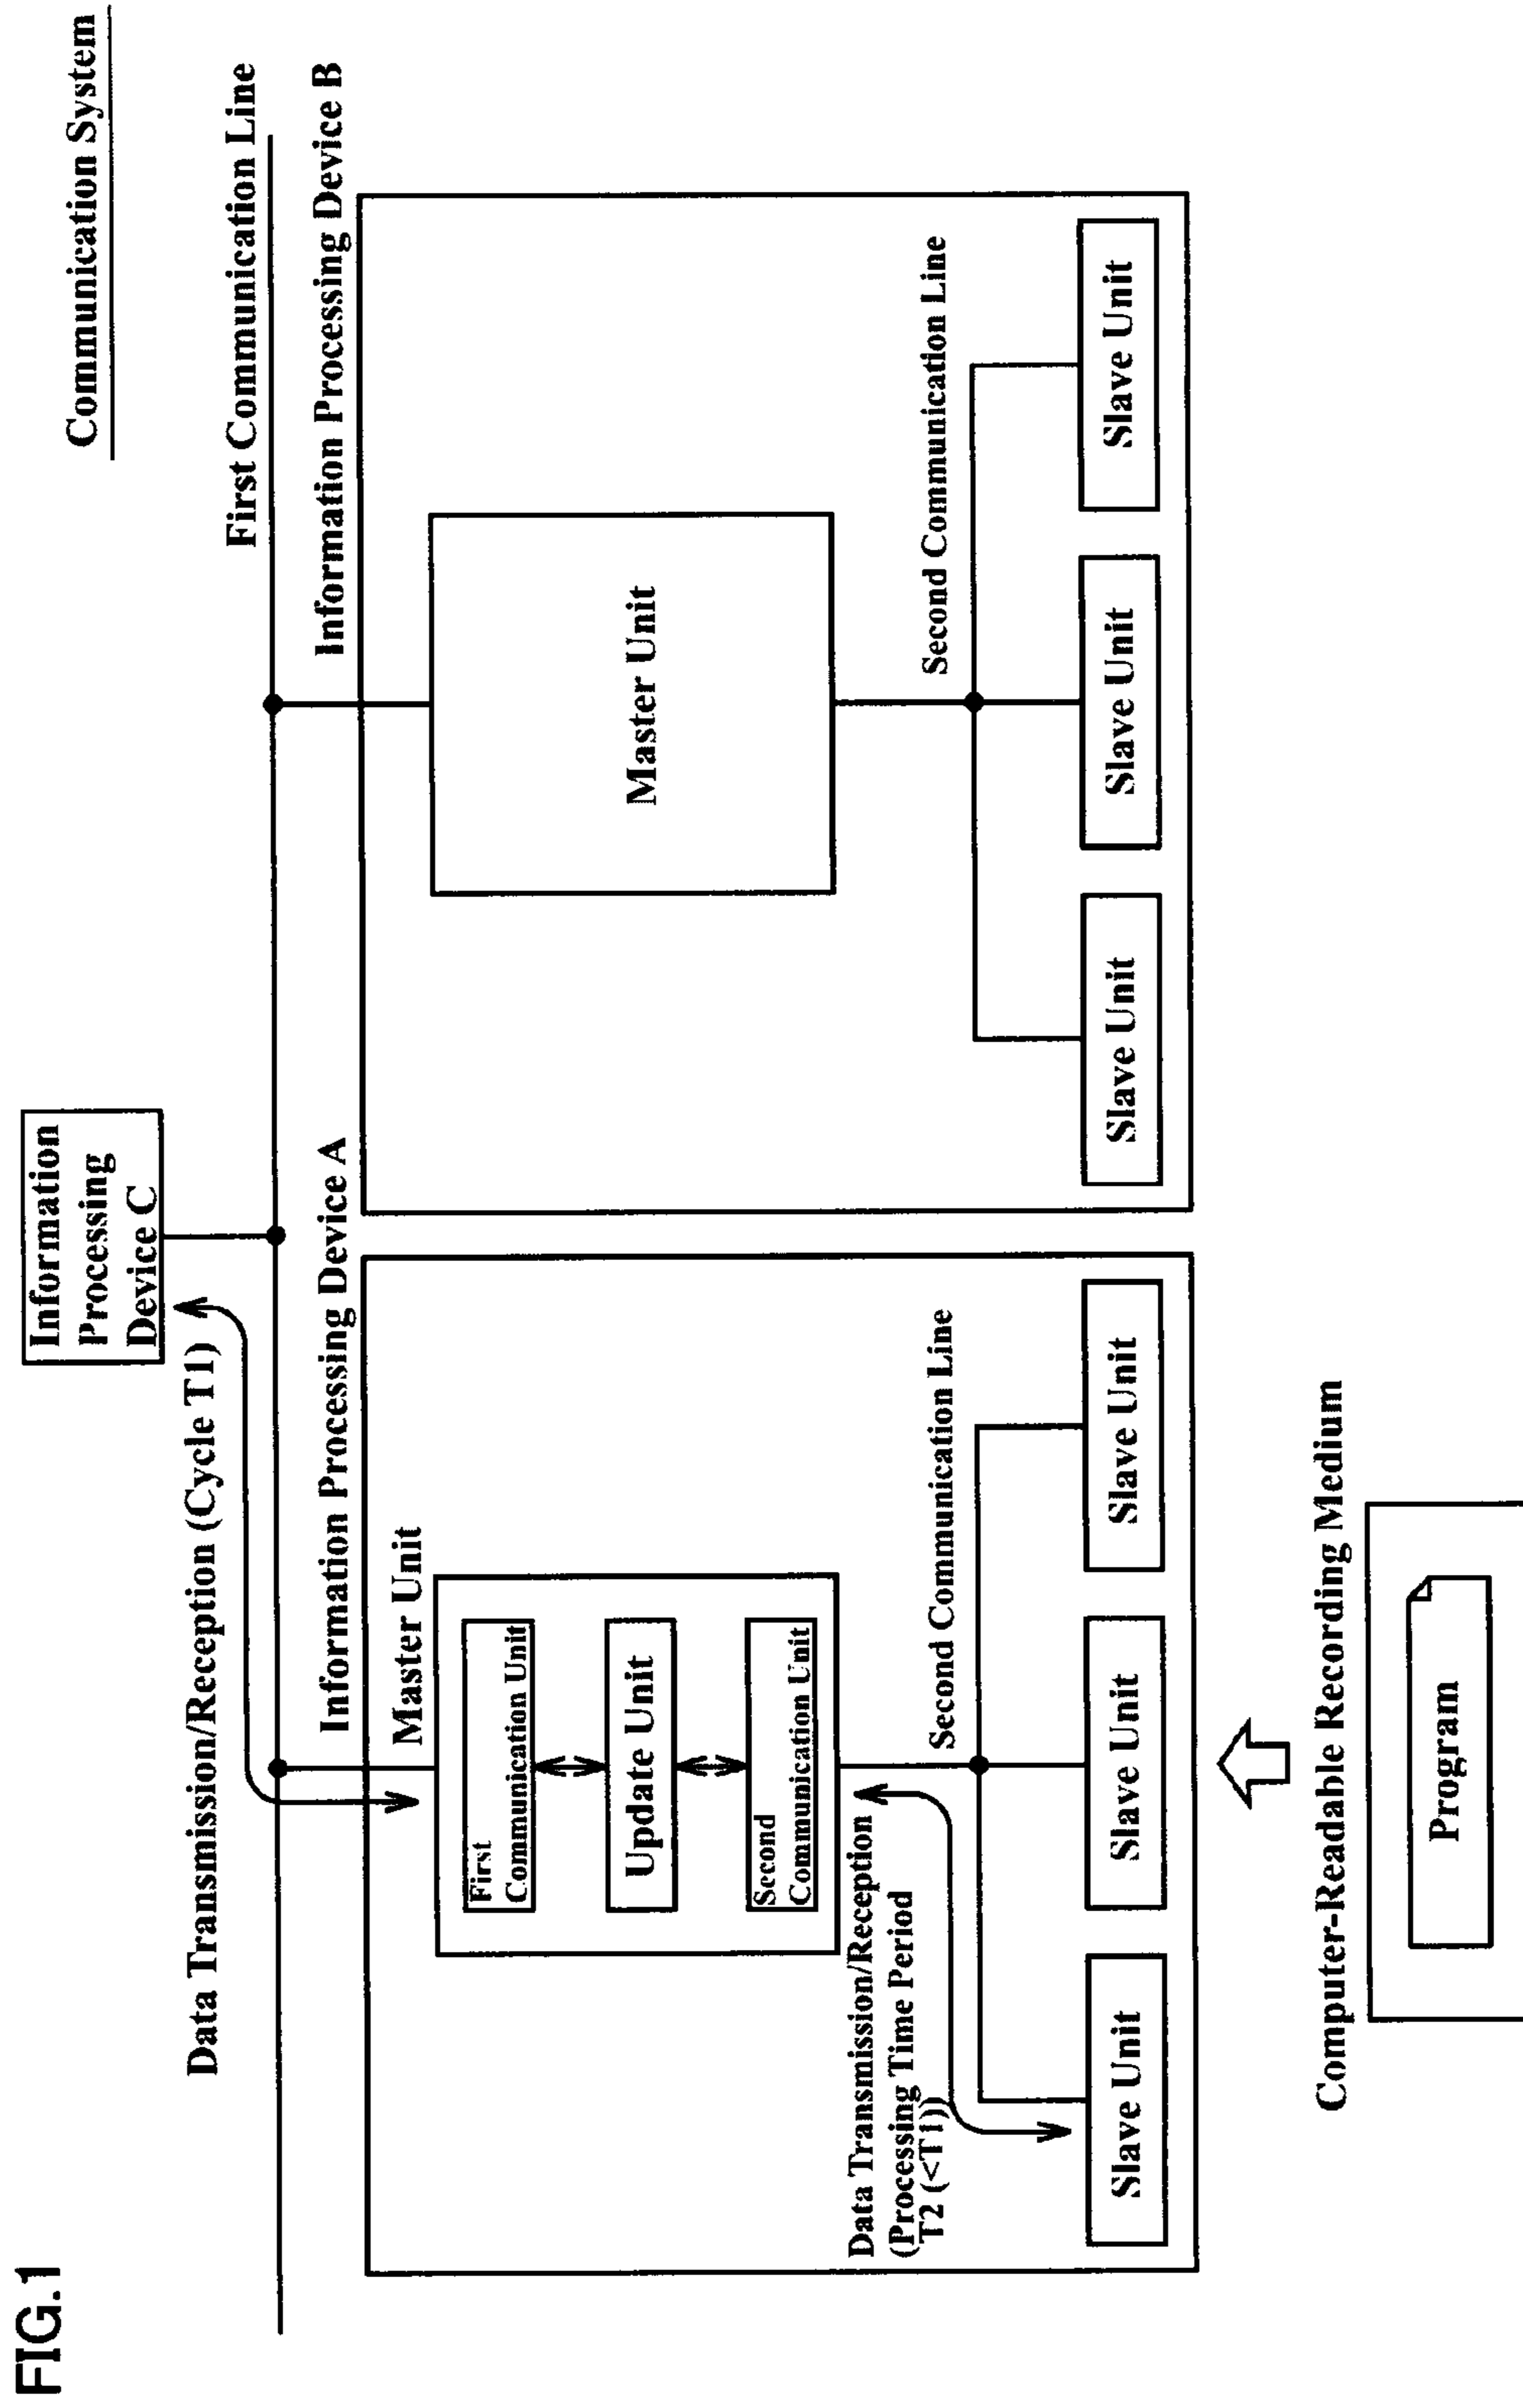 FIG.1
Communication System
Information
Processing
Device C
First Communication Line
Data Transmission/Reception (Cycle T1)
Information Processing Device A
Master Unit
First
Communication Unit
Update Unit
Second
Communication Unit
Data Transmission/Reception
(Processing Time Period
T2 (<T1))
Second Communication Line
Slave Unit
Slave Unit
Slave Unit
Information Processing Device B
Master Unit
Second Communication Line
Slave Unit
Slave Unit
Slave Unit
Computer-Readable Recording Medium
Program